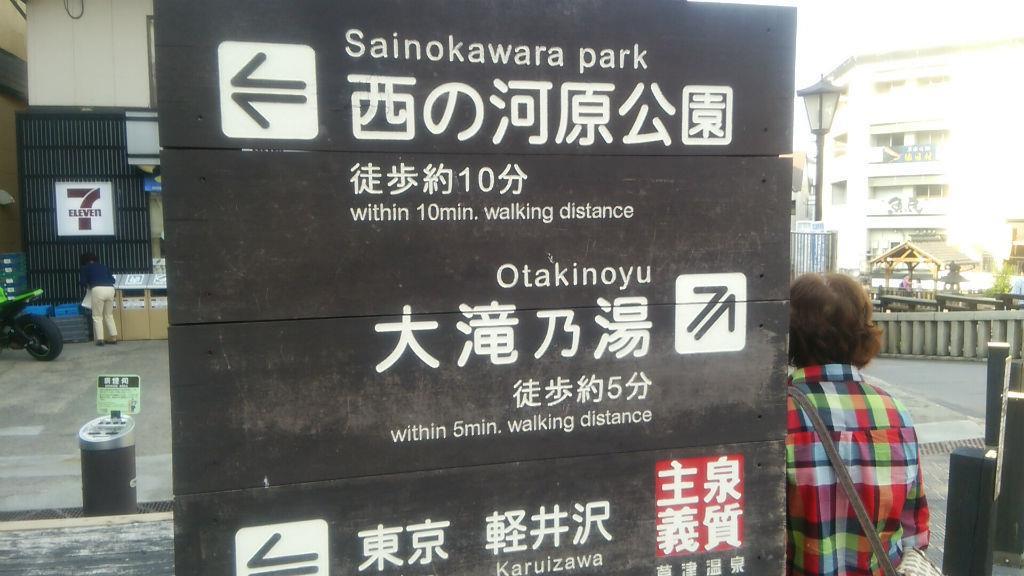 Sainokawara park
西の河原公園
徒歩約10分
within 10min. walking distance
Otakinoyu
大滝乃湯
徒歩約5分
within 5min. walking distance
東京 軽井沢
Karuizawa
泉質
主義
草津温泉
7
ELEVEN